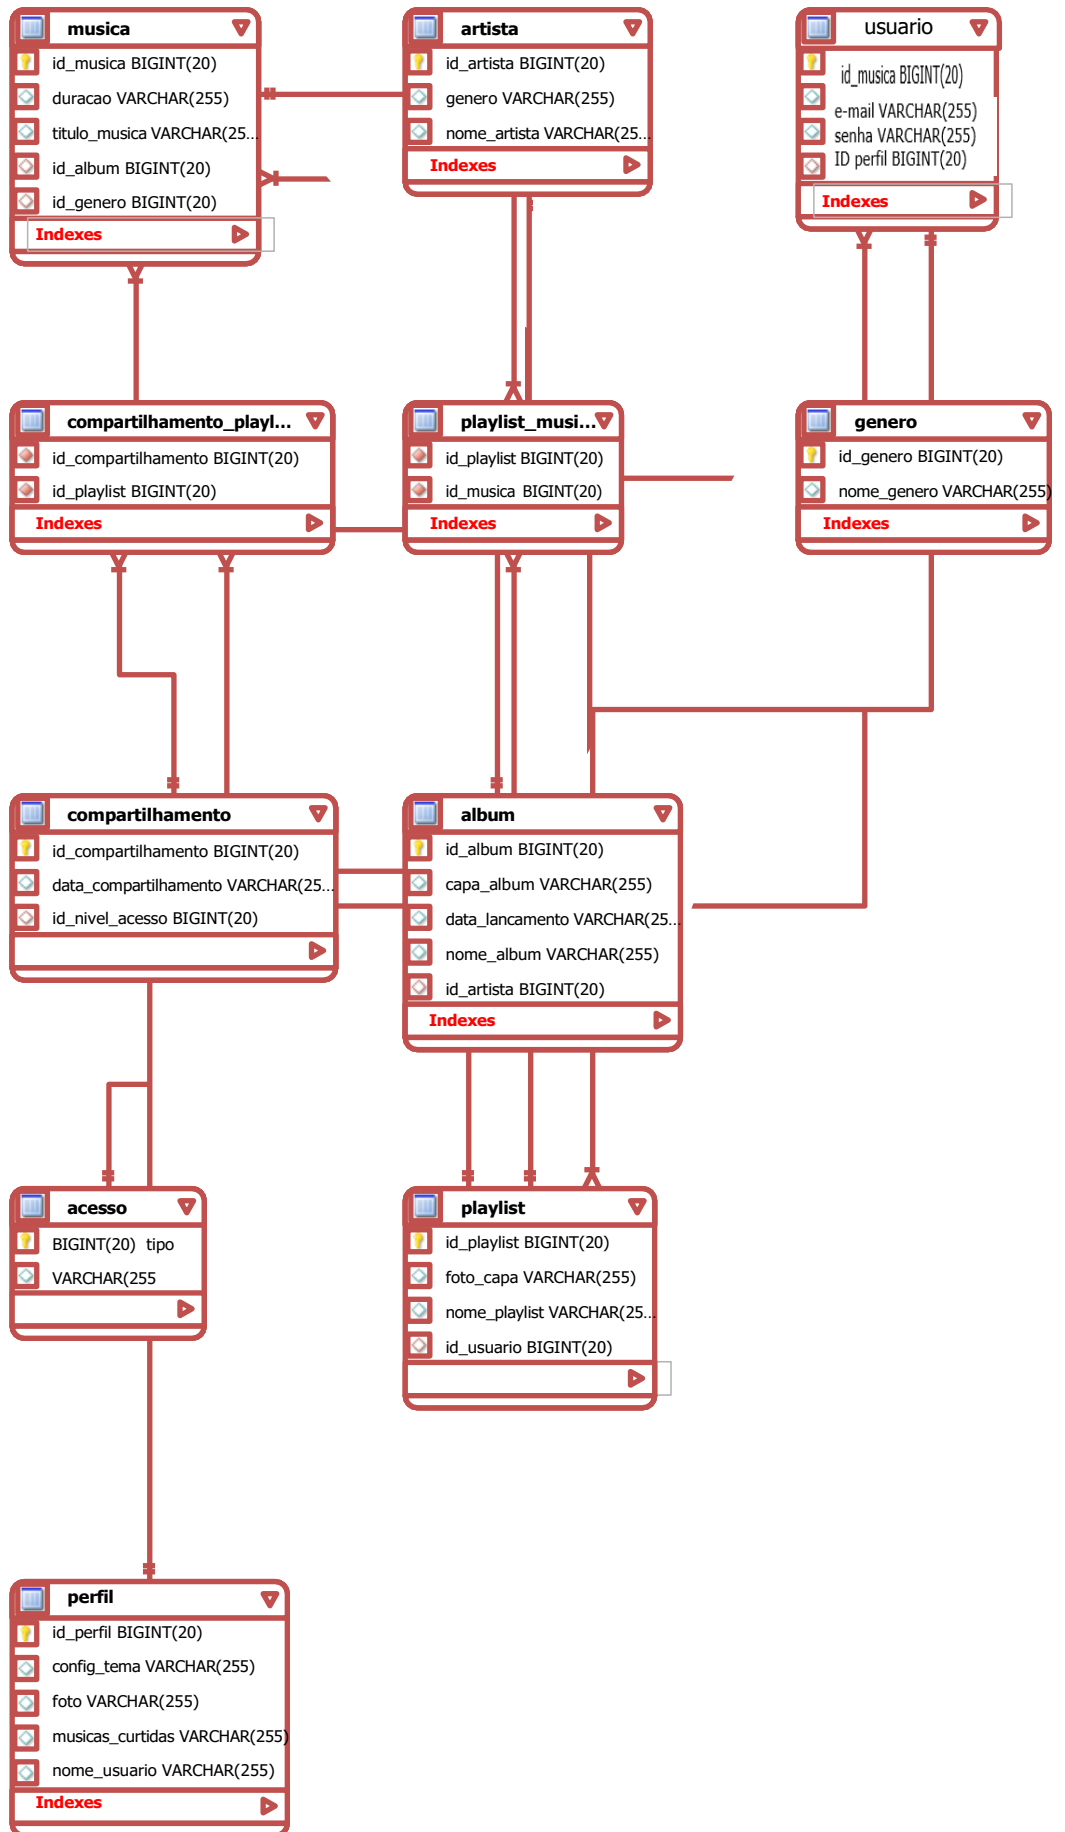 musica
id_musica BIGINT(20)
duracao VARCHAR(255)
titulo_musica VARCHAR(25...
id_album BIGINT(20)
id_genero BIGINT(20)
Indexes
artista
id_artista BIGINT(20)
genero VARCHAR(255)
nome_artista VARCHAR(25...
Indexes
usuario
id_musica BIGINT(20)
e-mail VARCHAR(255)
senha VARCHAR(255)
ID perfil BIGINT(20)
Indexes
compartilhamento_playl...
id_compartilhamento BIGINT(20)
id_playlist BIGINT(20)
Indexes
playlist_musi...
id_playlist BIGINT(20)
id_musica BIGINT(20)
Indexes
genero
id_genero BIGINT(20)
nome_genero VARCHAR(255)
Indexes
compartilhamento
id_compartilhamento BIGINT(20)
data_compartilhamento VARCHAR(25...
id_nivel_acesso BIGINT(20)
album
id_album BIGINT(20)
capa_album VARCHAR(255)
data_lancamento VARCHAR(25...
nome_album VARCHAR(255)
id_artista BIGINT(20)
Indexes
acesso
BIGINT(20) tipo
VARCHAR(255
playlist
id_playlist BIGINT(20)
foto_capa VARCHAR(255)
nome_playlist VARCHAR(25...
id_usuario BIGINT(20)
perfil
id_perfil BIGINT(20)
config_tema VARCHAR(255)
foto VARCHAR(255)
musicas_curtidas VARCHAR(255)
nome_usuario VARCHAR(255)
Indexes